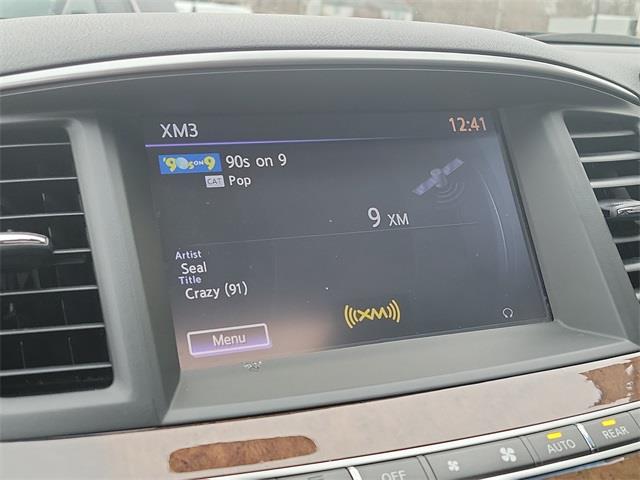 XM3 12:41
'90s ON 9 90s on 9
CAT Pop
9 XM
Artist
Seal
Title
Crazy (91)
((XM))
Menu
OFF AUTO REAR